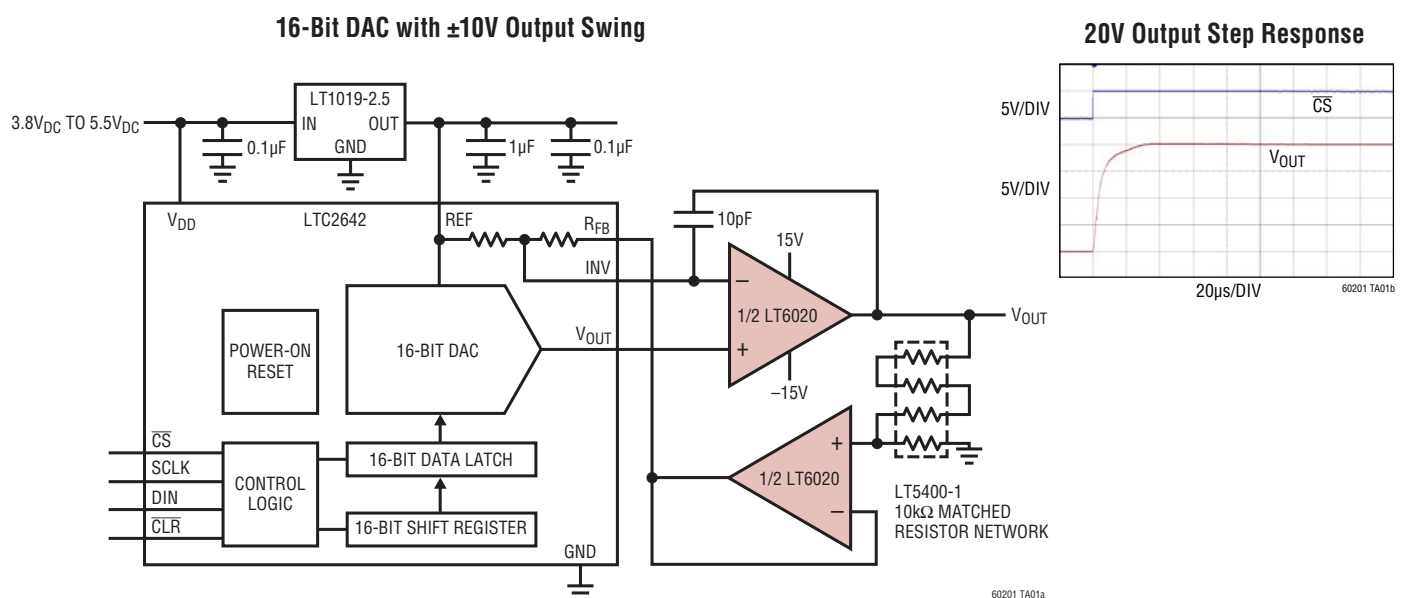 16-Bit DAC with ±10V Output Swing
LT1019-2.5
IN
OUT
GND
3.8VDC TO 5.5VDC
0.1µF
1µF
0.1µF
VDD
LTC2642
REF
RFB
INV
10pF
15V
–
1/2 LT6020
+
–15V
VOUT
POWER-ON
RESET
16-BIT DAC
VOUT
CS
SCLK
DIN
CLR
CONTROL
LOGIC
16-BIT DATA LATCH
16-BIT SHIFT REGISTER
GND
+
1/2 LT6020
–
LT5400-1
10kΩ MATCHED
RESISTOR NETWORK
60201 TA01a
20V Output Step Response
5V/DIV
CS
5V/DIV
VOUT
20µs/DIV
60201 TA01b